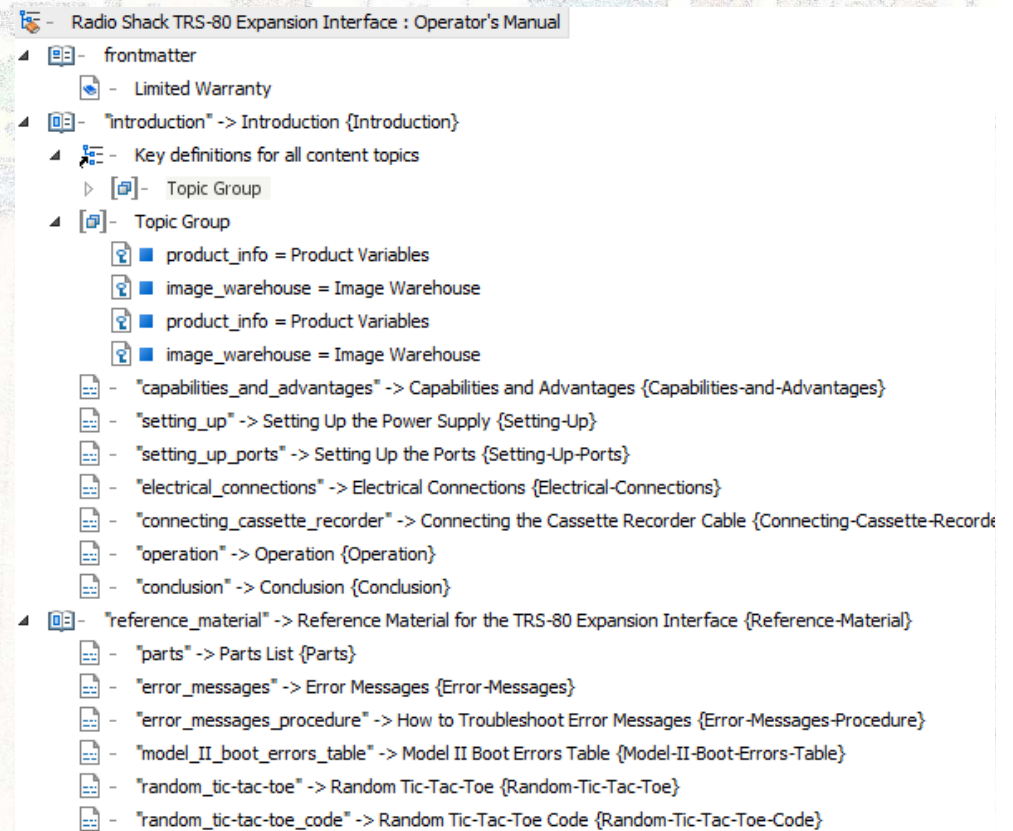 Radio Shack TRS-80 Expansion Interface : Operator's Manual
frontmatter
Limited Warranty
"introduction" -> Introduction {Introduction}
Key definitions for all content topics
Topic Group
Topic Group
product_info = Product Variables
image_warehouse = Image Warehouse
product_info = Product Variables
image_warehouse = Image Warehouse
"capabilities_and_advantages" -> Capabilities and Advantages {Capabilities-and-Advantages}
"setting_up" -> Setting Up the Power Supply {Setting-Up}
"setting_up_ports" -> Setting Up the Ports {Setting-Up-Ports}
"electrical_connections" -> Electrical Connections {Electrical-Connections}
"connecting_cassette_recorder" -> Connecting the Cassette Recorder Cable {Connecting-Cassette-Recorde
"operation" -> Operation {Operation}
"conclusion" -> Conclusion {Conclusion}
"reference_material" -> Reference Material for the TRS-80 Expansion Interface {Reference-Material}
"parts" -> Parts List {Parts}
"error_messages" -> Error Messages {Error-Messages}
"error_messages_procedure" -> How to Troubleshoot Error Messages {Error-Messages-Procedure}
"model_II_boot_errors_table" -> Model II Boot Errors Table {Model-II-Boot-Errors-Table}
"random_tic-tac-toe" -> Random Tic-Tac-Toe {Random-Tic-Tac-Toe}
"random_tic-tac-toe_code" -> Random Tic-Tac-Toe Code {Random-Tic-Tac-Toe-Code}